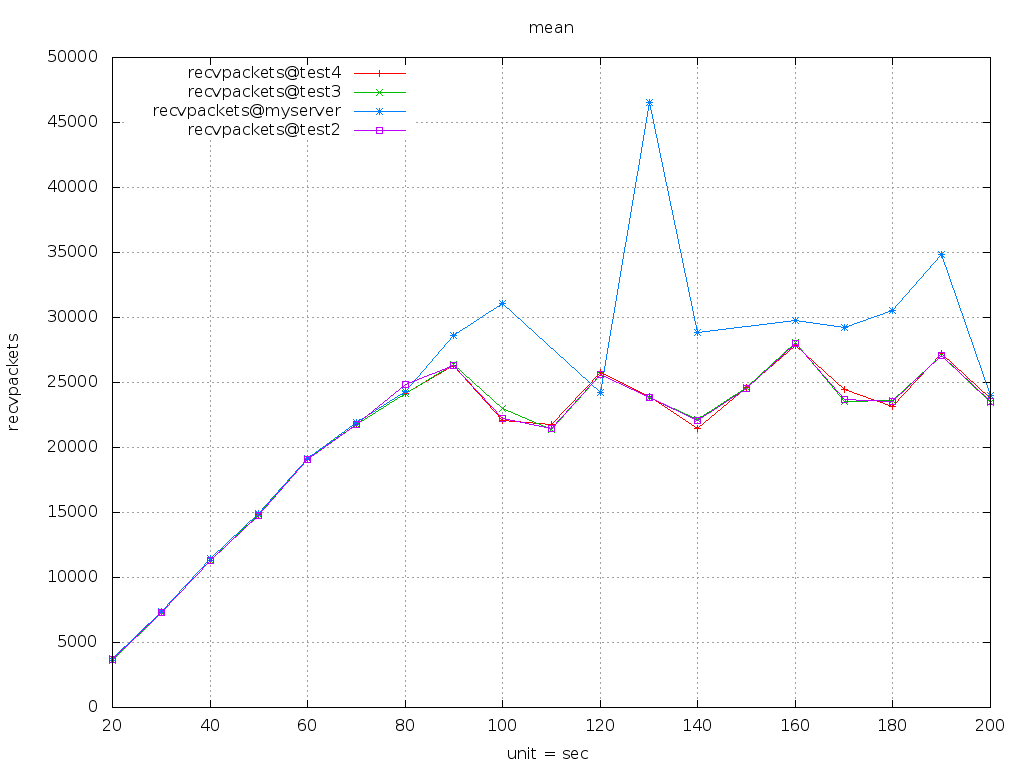 mean
50000
45000
40000
35000
30000
25000
20000
15000
10000
5000
0
recvpackets@test4
recvpackets@test3
recvpackets@myserver
recvpackets@test2
recvpackets
20 40 60 80 100 120 140 160 180 200
unit = sec